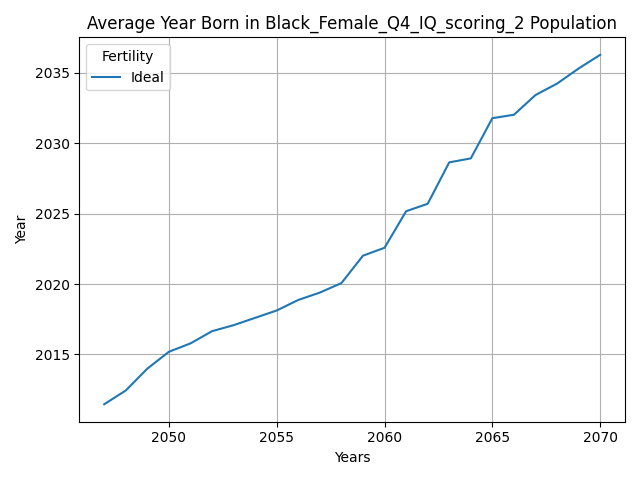 Average Year Born in Black_Female_Q4_IQ_scoring_2 Population
Fertility
Ideal
2035
2030
2025
2020
2015
Year
2050 2055 2060 2065 2070
Years